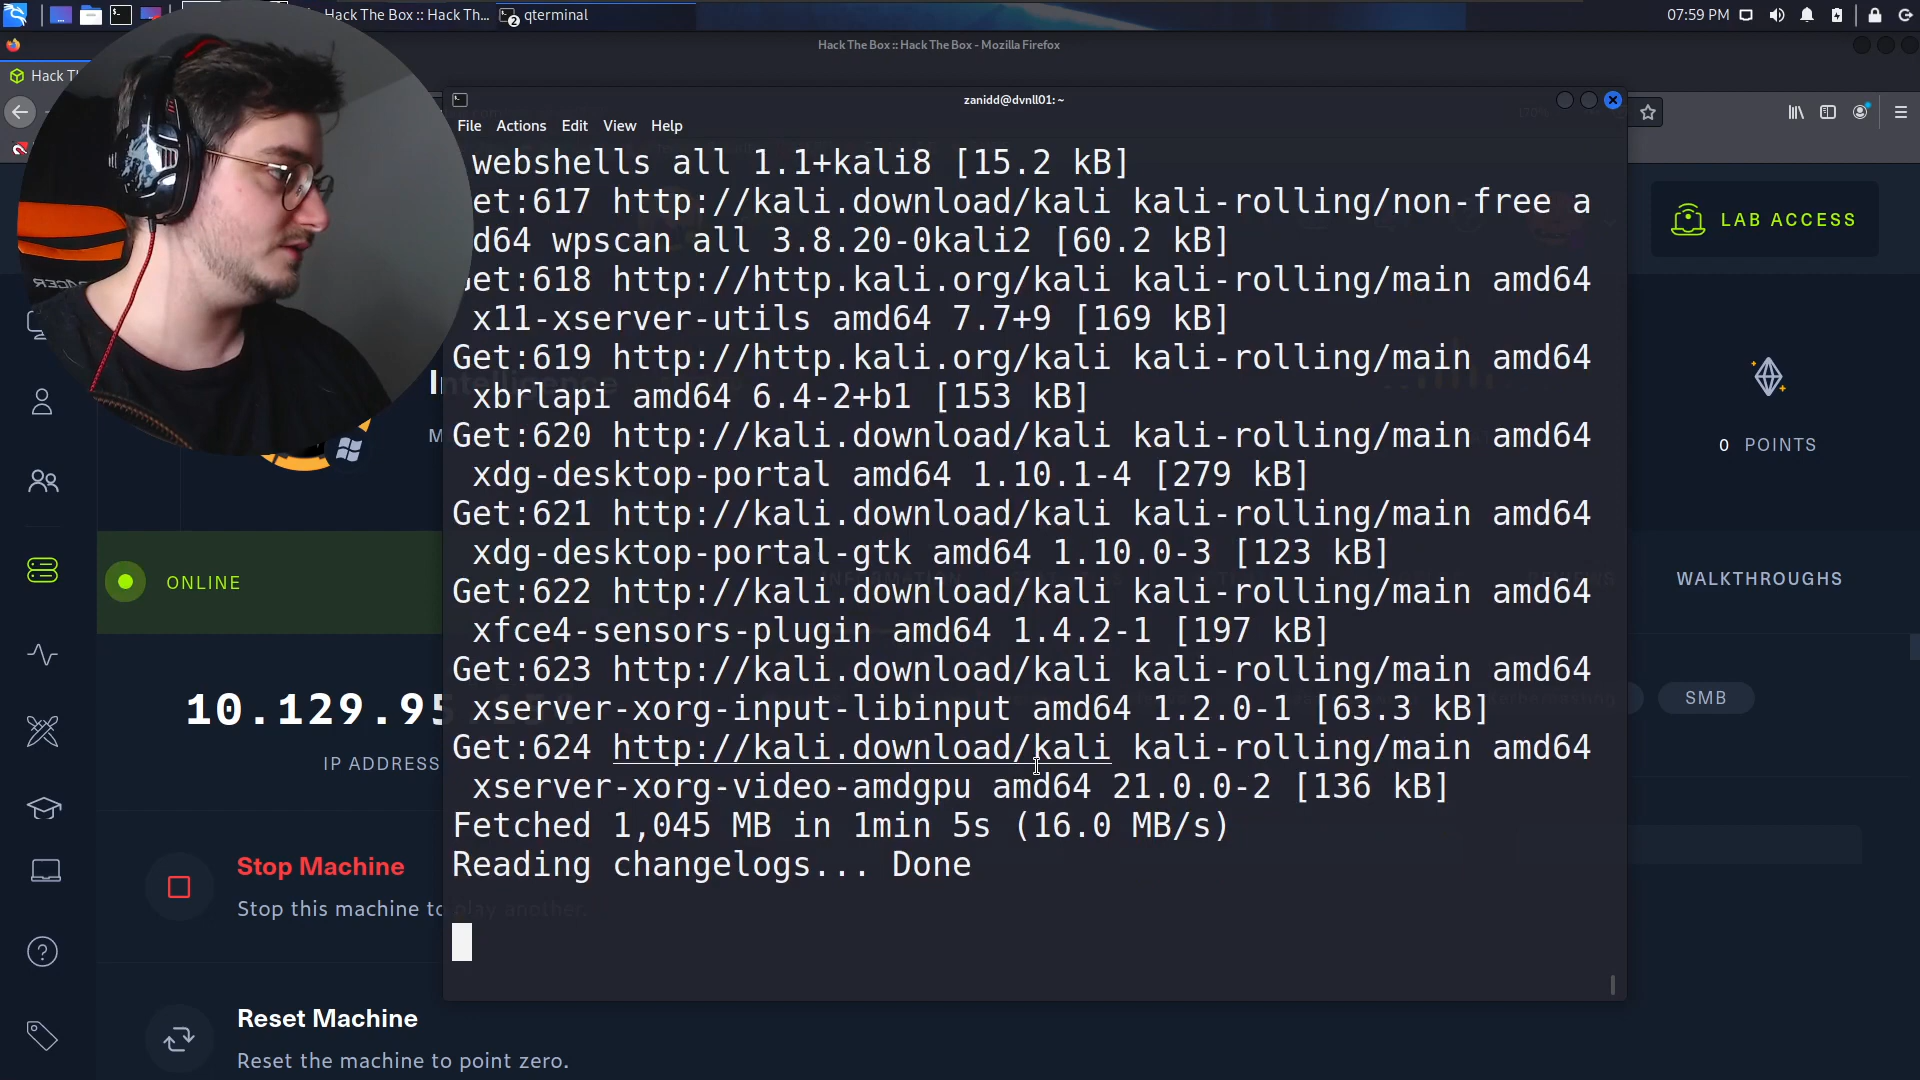 Hack The Box :: Hack Th...
qterminal
2
07:59 PM
Hack The Box :: Hack The Box - Mozilla Firefox
Hack Th
zanidd@dvnll01: ~
File Actions Edit View Help
webshells all 1.1+kali8 [15.2 kB]
et:617 http://kali.download/kali kali-rolling/non-free a
d64 wpscan all 3.8.20-0kali2 [60.2 kB]
Get:618 http://http.kali.org/kali kali-rolling/main amd64
x11-xserver-utils amd64 7.7+9 [169 kB]
Get:619 http://http.kali.org/kali kali-rolling/main amd64
xbrlapi amd64 6.4-2+b1 [153 kB]
Get:620 http://kali.download/kali kali-rolling/main amd64
xdg-desktop-portal amd64 1.10.1-4 [279 kB]
Get:621 http://kali.download/kali kali-rolling/main amd64
xdg-desktop-portal-gtk amd64 1.10.0-3 [123 kB]
Get:622 http://kali.download/kali kali-rolling/main amd64
xfce4-sensors-plugin amd64 1.4.2-1 [197 kB]
Get:623 http://kali.download/kali kali-rolling/main amd64
xserver-xorg-input-libinput amd64 1.2.0-1 [63.3 kB]
Get:624 http://kali.download/kali kali-rolling/main amd64
xserver-xorg-video-amdgpu amd64 21.0.0-2 [136 kB]
Fetched 1,045 MB in 1min 5s (16.0 MB/s)
Reading changelogs... Done
LAB ACCESS
Intelligence
0 POINTS
ONLINE
WALKTHROUGHS
10.129.95
SMB
IP ADDRESS
Stop Machine
Stop this machine to play another.
Reset Machine
Reset the machine to point zero.